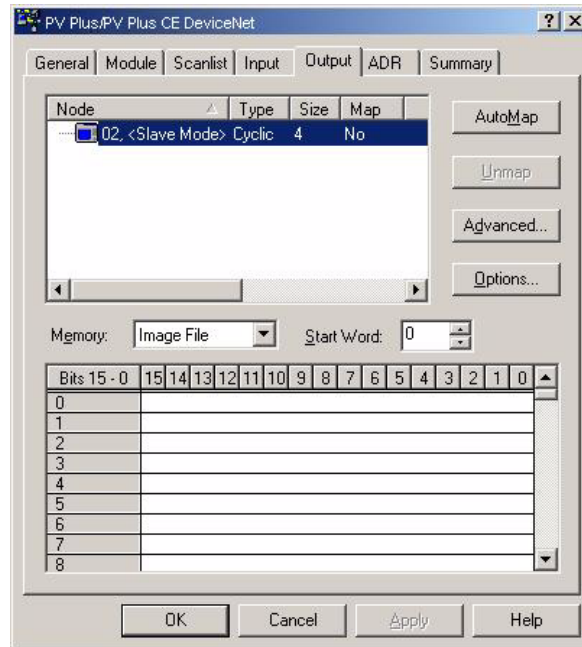 PV Plus/PV Plus CE DeviceNet
General Module Scanlist Input Output ADR Summary
Node Type Size Map
02, <Slave Mode> Cyclic 4 No
AutoMap
Unmap
Advanced...
Options...
Memory: Image File Start Word: 0
Bits 15 - 0 15 14 13 12 11 10 9 8 7 6 5 4 3 2 1 0
0
1
2
3
4
5
6
7
8
OK Cancel Apply Help